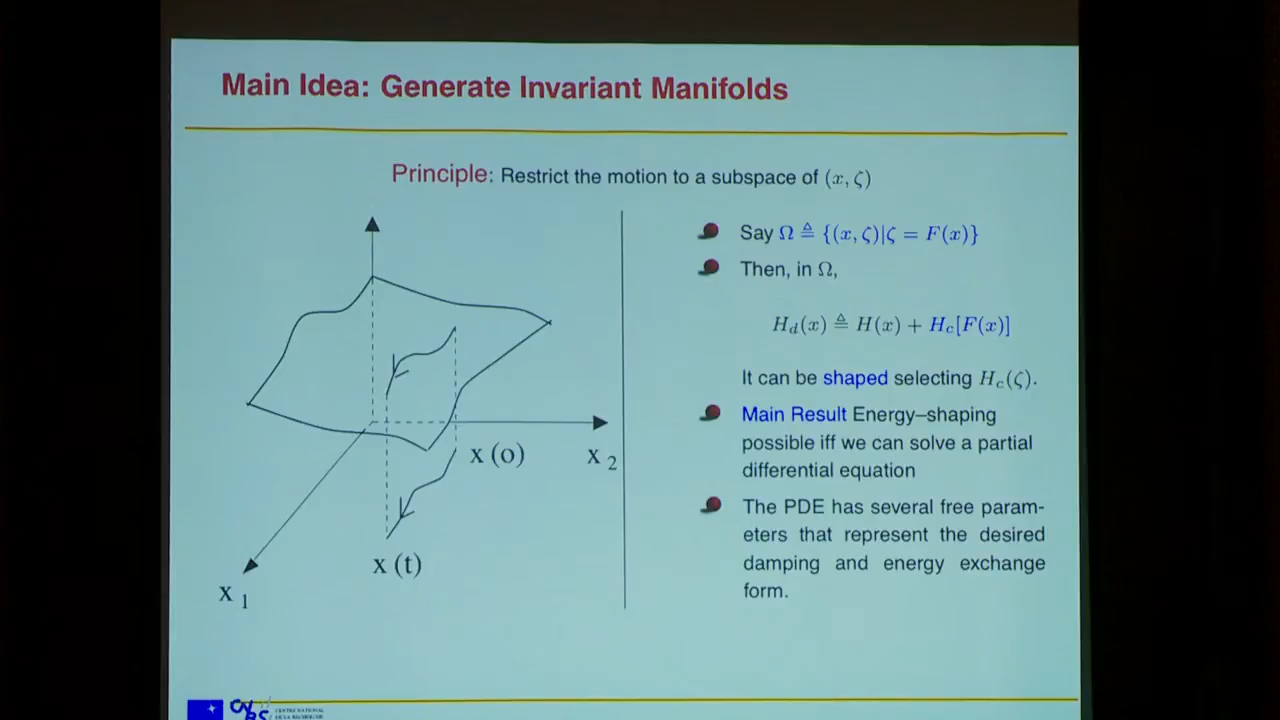 Main Idea: Generate Invariant Manifolds
Principle: Restrict the motion to a subspace of (x, ζ)
x (o)
x 2
x (t)
x 1
Say Ω ≜ {(x, ζ)|ζ = F(x)}
Then, in Ω,
H_d(x) ≜ H(x) + H_c[F(x)]
It can be shaped selecting H_c(ζ).
Main Result Energy–shaping
possible iff we can solve a partial
differential equation
The PDE has several free param-
eters that represent the desired
damping and energy exchange
form.
CENTRE NATIONAL